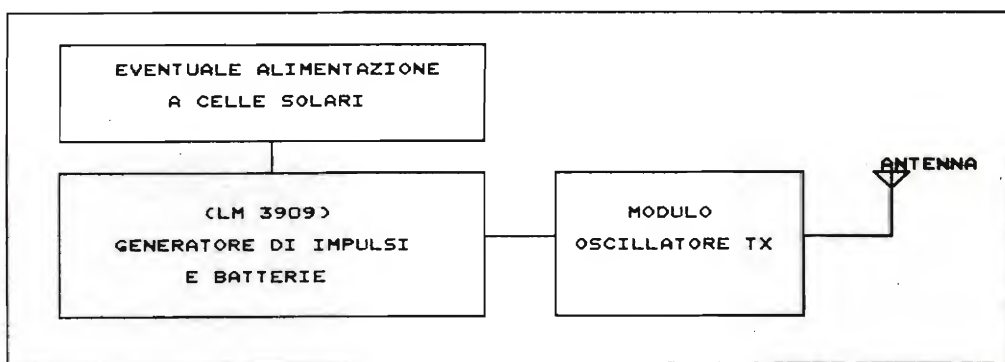 EVENTUALE ALIMENTAZIONE
A CELLE SOLARI
(LM 3909)
GENERATORE DI IMPULSI
E BATTERIE
MODULO
OSCILLATORE TX
ANTENNA